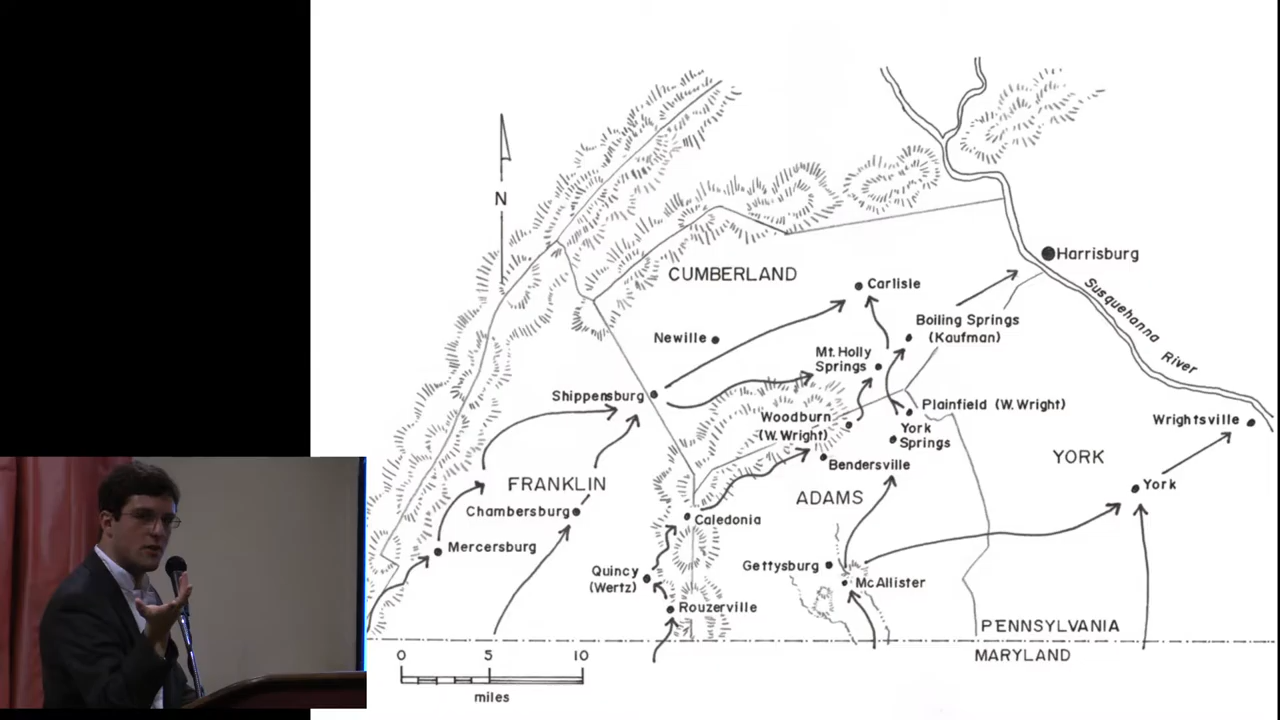 N
CUMBERLAND
Harrisburg
Carlisle
Susquehanna
River
Boiling Springs
(Kaufman)
Newille
Mt. Holly
Springs
Shippensburg
Plainfield (W. Wright)
Woodburn
(W. Wright)
Wrightsville
York
Springs
YORK
Bendersville
FRANKLIN
ADAMS
York
Chambersburg
Caledonia
Mercersburg
Gettysburg
Quincy
(Wertz)
McAllister
Rouzerville
PENNSYLVANIA
MARYLAND
0 5 10
miles